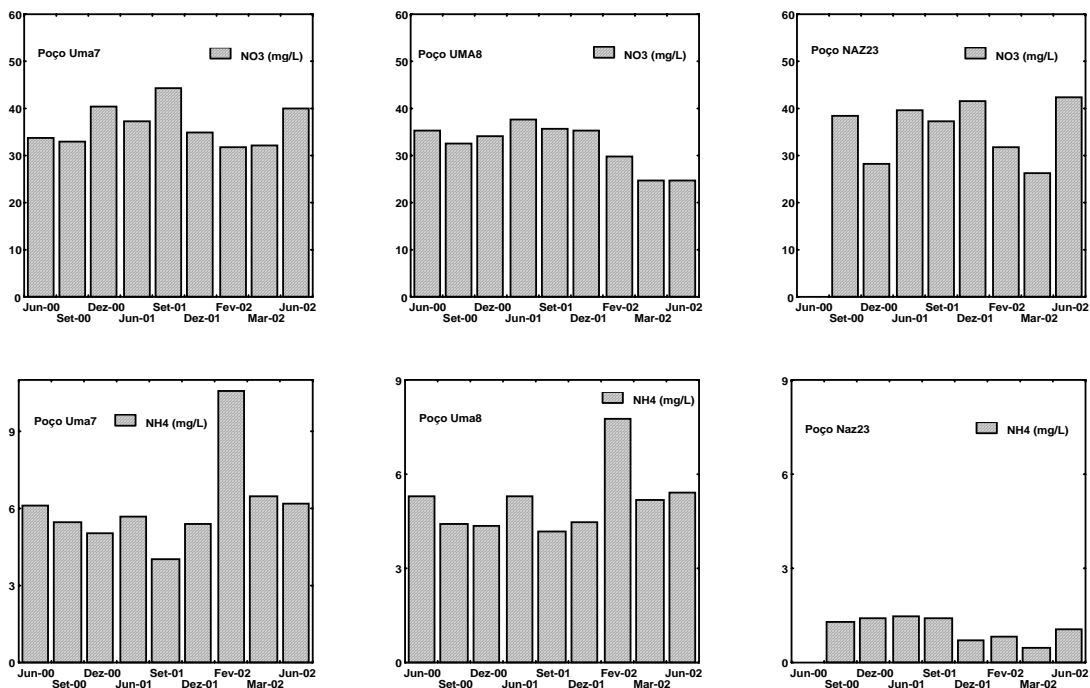 60
50
40
30
20
10
0
Poço Uma7
NO3 (mg/L)
Jun-00 Dez-00 Set-01 Fev-02 Jun-02
Set-00 Jun-01 Dez-01 Mar-02
60
50
40
30
20
10
0
Poço UMA8
NO3 (mg/L)
Jun-00 Dez-00 Set-01 Fev-02 Jun-02
Set-00 Jun-01 Dez-01 Mar-02
60
50
40
30
20
10
0
Poço NAZ23
NO3 (mg/L)
Jun-00 Dez-00 Set-01 Fev-02 Jun-02
Set-00 Jun-01 Dez-01 Mar-02
9
6
3
0
Poço Uma7
NH4 (mg/L)
Jun-00 Dez-00 Set-01 Fev-02 Jun-02
Set-00 Jun-01 Dez-01 Mar-02
9
6
3
0
Poço Uma8
NH4 (mg/L)
Jun-00 Dez-00 Set-01 Fev-02 Jun-02
Set-00 Jun-01 Dez-01 Mar-02
9
6
3
0
Poço Naz23
NH4 (mg/L)
Jun-00 Dez-00 Set-01 Fev-02 Jun-02
Set-00 Jun-01 Dez-01 Mar-02